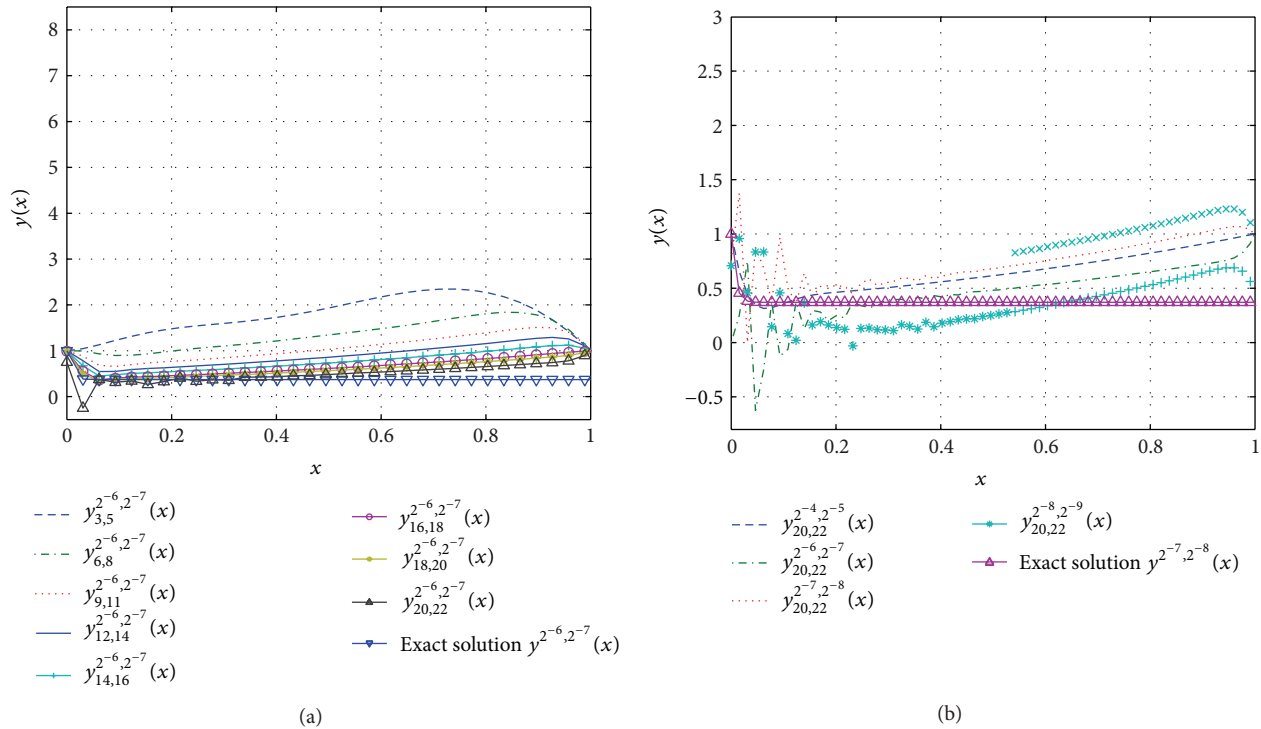 8
7
6
5
4
3
2
1
0
y(x)
0 0.2 0.4 0.6 0.8 1
x
y_{3,5}^{2^{-6},2^{-7}}(x)
y_{6,8}^{2^{-6},2^{-7}}(x)
y_{9,11}^{2^{-6},2^{-7}}(x)
y_{12,14}^{2^{-6},2^{-7}}(x)
y_{14,16}^{2^{-6},2^{-7}}(x)
y_{16,18}^{2^{-6},2^{-7}}(x)
y_{18,20}^{2^{-6},2^{-7}}(x)
y_{20,22}^{2^{-6},2^{-7}}(x)
Exact solution y^{2^{-6},2^{-7}}(x)
(a)
3
2.5
2
1.5
1
0.5
0
−0.5
y(x)
0 0.2 0.4 0.6 0.8 1
x
y_{20,22}^{2^{-4},2^{-5}}(x)
y_{20,22}^{2^{-6},2^{-7}}(x)
y_{20,22}^{2^{-7},2^{-8}}(x)
y_{20,22}^{2^{-8},2^{-9}}(x)
Exact solution y^{2^{-7},2^{-8}}(x)
(b)